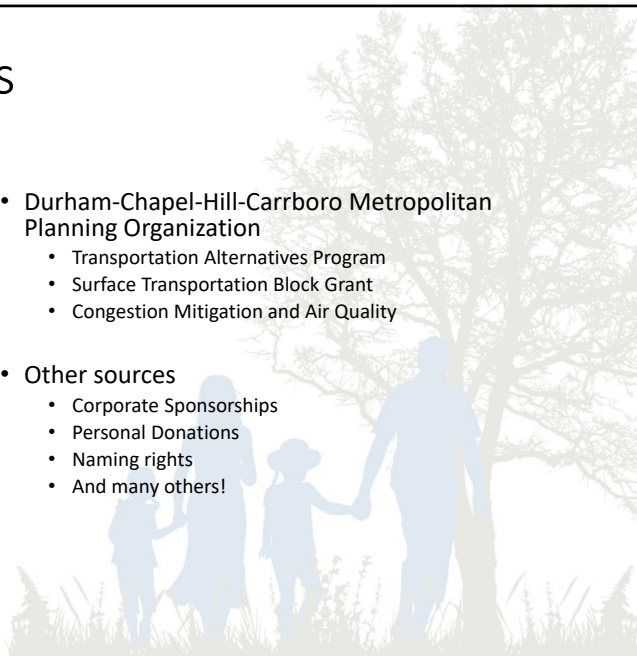 s
• Durham-Chapel-Hill-Carrboro Metropolitan
Planning Organization
• Transportation Alternatives Program
• Surface Transportation Block Grant
• Congestion Mitigation and Air Quality
• Other sources
• Corporate Sponsorships
• Personal Donations
• Naming rights
• And many others!